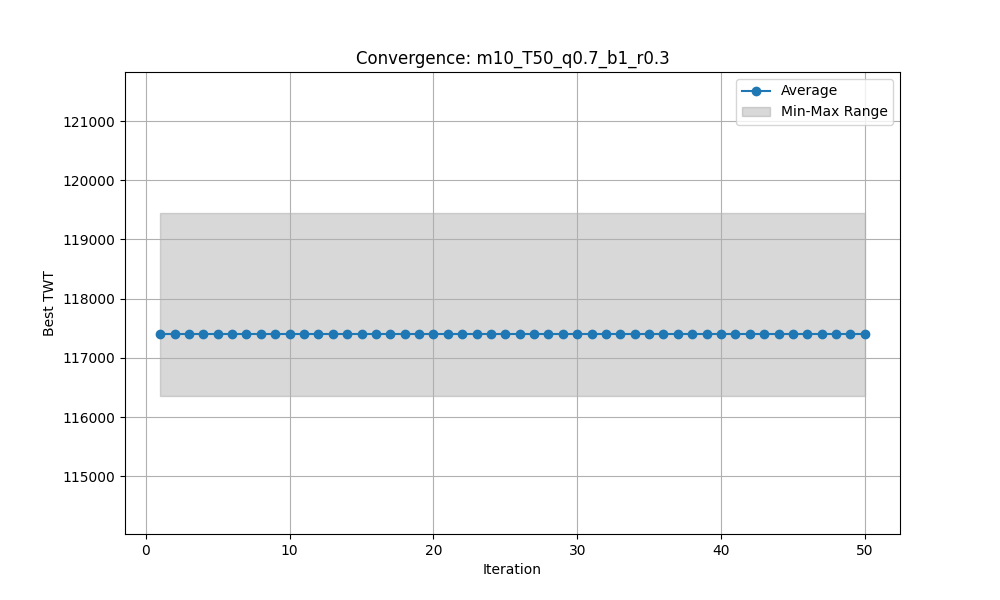 Convergence: m10_T50_q0.7_b1_r0.3
Average
Min-Max Range
121000
120000
119000
118000
117000
116000
115000
Best TWT
0 10 20 30 40 50
Iteration